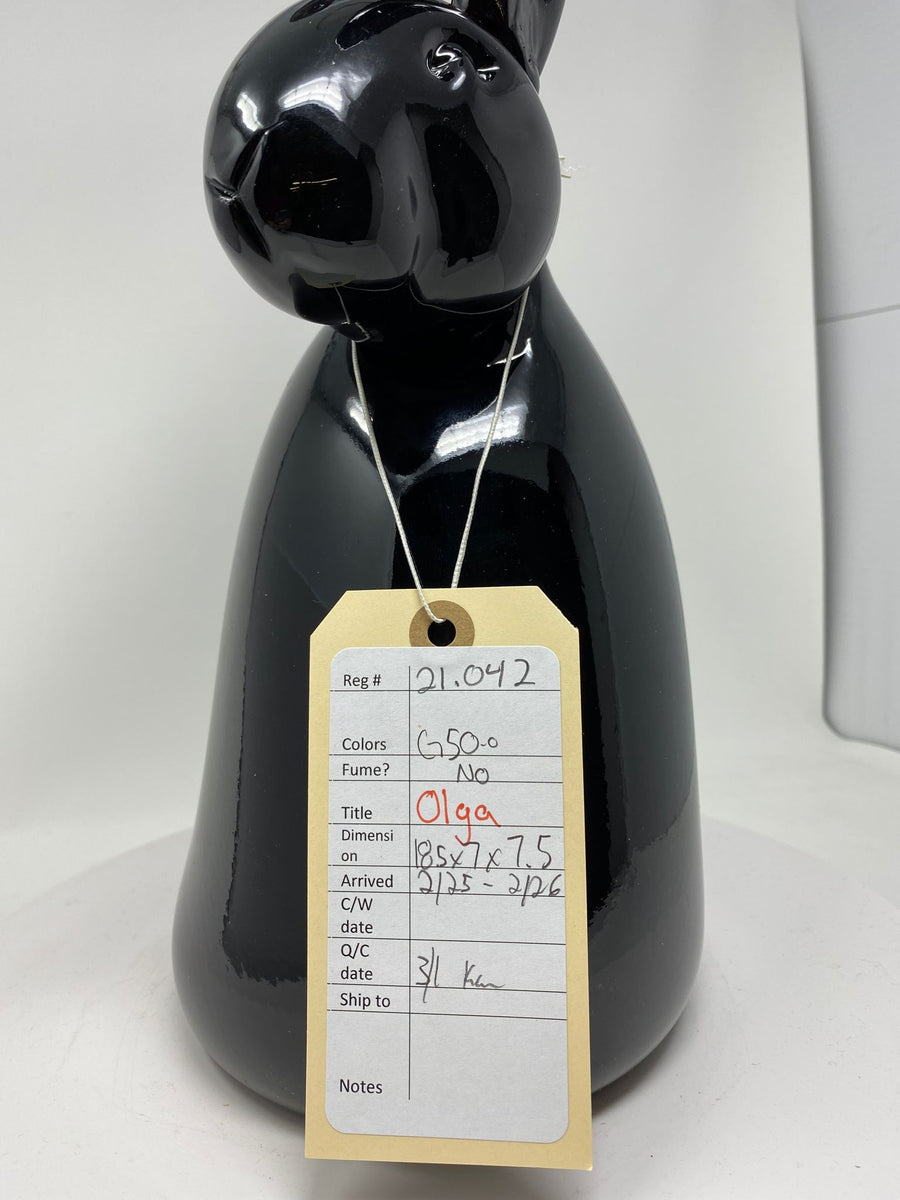 Reg # 21.042
Colors G50-0
Fume? NO
Title Olga
Dimensi
on 18.5x7x7.5
Arrived 2/25 - 2/26
C/W
date
Q/C
date 3/1
Ship to
Notes